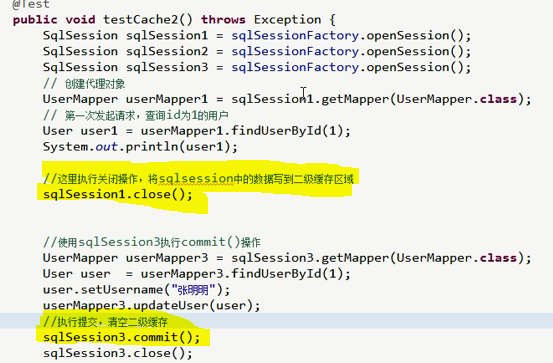 @Test
public void testCache2() throws Exception {
SqlSession sqlSession1 = sqlSessionFactory.openSession();
SqlSession sqlSession2 = sqlSessionFactory.openSession();
SqlSession sqlSession3 = sqlSessionFactory.openSession();
// 创建代理对象
UserMapper userMapper1 = sqlSession1.getMapper(UserMapper.class);
// 第一次发起请求，查询id为1的用户
User user1 = userMapper1.findUserById(1);
System.out.println(user1);
//这里执行关闭操作，将sqlsession中的数据写到二级缓存区域
sqlSession1.close();
//使用sqlSession3执行commit()操作
UserMapper userMapper3 = sqlSession3.getMapper(UserMapper.class);
User user  = userMapper3.findUserById(1);
user.setUsername("张明明");
userMapper3.updateUser(user);
//执行提交，清空二级缓存
sqlSession3.commit();
sqlSession3.close();